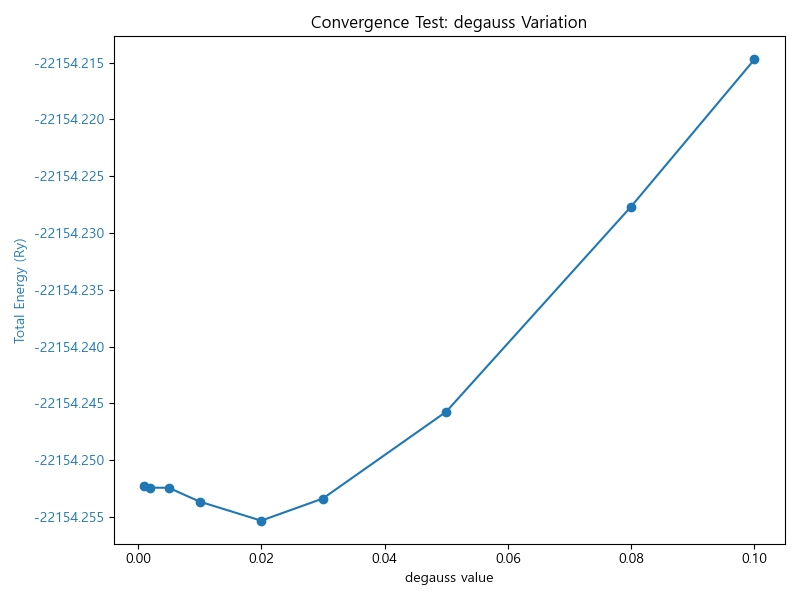 Convergence Test: degauss Variation
-22154.215
-22154.220
-22154.225
-22154.230
-22154.235
-22154.240
-22154.245
-22154.250
-22154.255
Total Energy (Ry)
0.00 0.02 0.04 0.06 0.08 0.10
degauss value